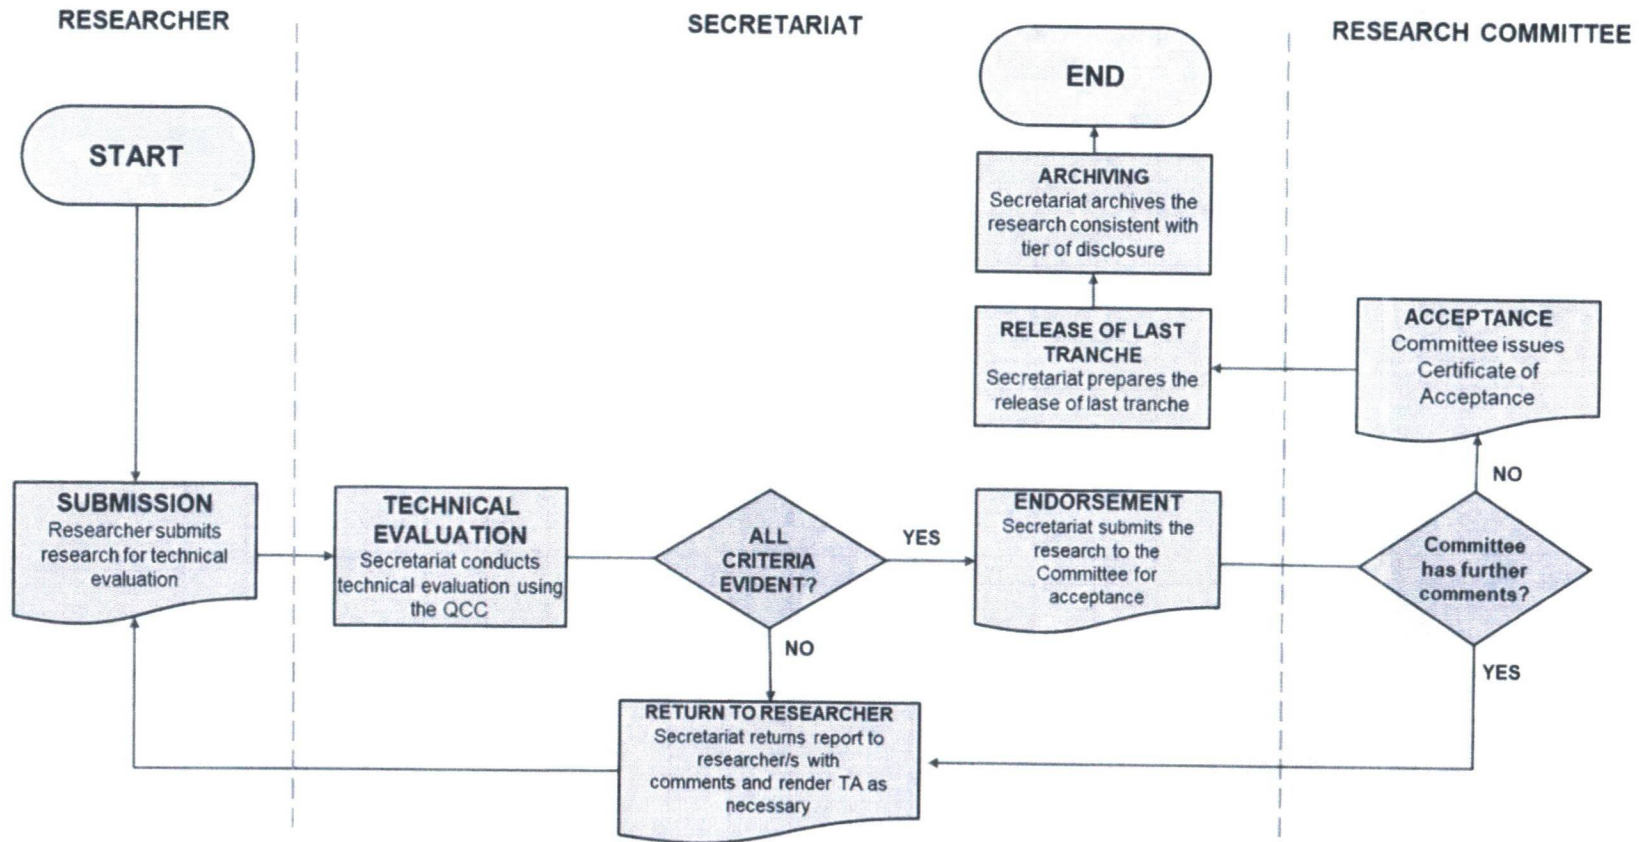 RESEARCHER
SECRETARIAT
RESEARCH COMMITTEE
START
END
ARCHIVING
Secretariat archives the
research consistent with
tier of disclosure
RELEASE OF LAST
TRANCHE
Secretariat prepares the
release of last tranche
ACCEPTANCE
Committee issues
Certificate of
Acceptance
NO
SUBMISSION
Researcher submits
research for technical
evaluation
TECHNICAL
EVALUATION
Secretariat conducts
technical evaluation using
the QCC
ALL
CRITERIA
EVIDENT?
YES
ENDORSEMENT
Secretariat submits the
research to the
Committee for
acceptance
Committee
has further
comments?
NO
YES
RETURN TO RESEARCHER
Secretariat returns report to
researcher/s with
comments and render TA as
necessary